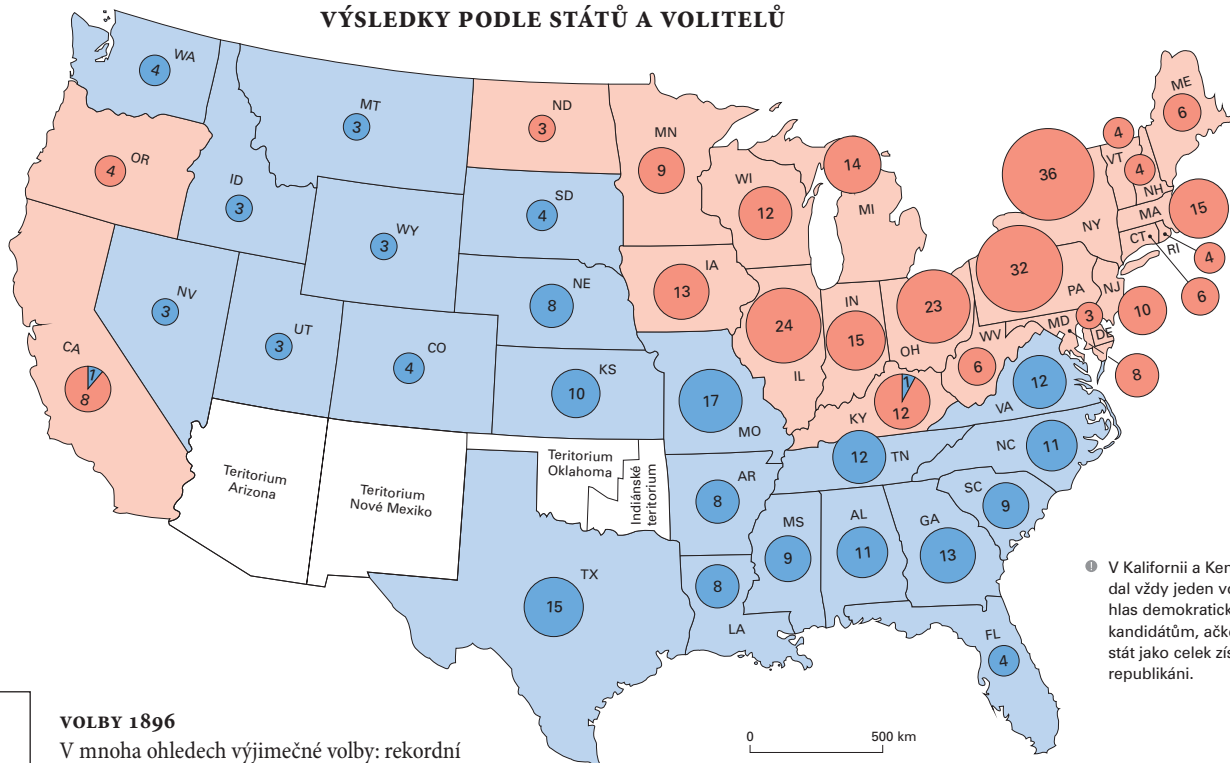 VÝSLEDKY PODLE STÁTŮ A VOLITELŮ
WA
4
MT
3
ND
3
MN
9
ME
6
4
VT
4
NH
36
NY
MA
15
CT
RI
4
6
OR
4
ID
3
WY
3
SD
4
WI
12
14
MI
IA
13
NE
8
NV
3
UT
3
CO
4
KS
10
CA
1
8
24
IL
IN
15
23
OH
32
PA
NJ
10
3
MD
DE
8
WV
6
1
12
KY
VA
12
17
MO
12
TN
NC
11
SC
9
AR
8
MS
9
AL
11
GA
13
8
LA
FL
4
TX
15
Teritorium
Arizona
Teritorium
Nové Mexiko
Teritorium
Oklahoma
Indiánské
teritorium
V Kalifornii a
dal vždy jeden
hlas
kandidátům,
stát jako celek
republikáni.
0 500 km
VOLBY 1896
V mnoha ohledech výjimečné volby: rekordní